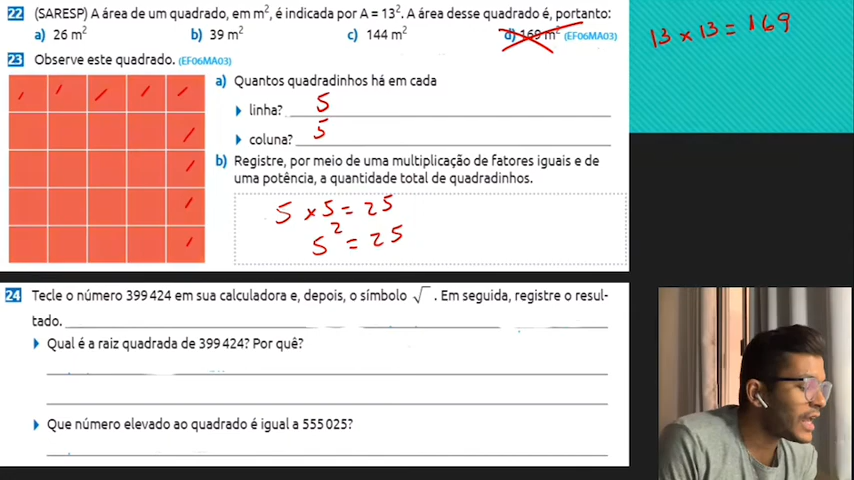 22 (SARESP) A área de um quadrado, em m², é indicada por A = 13². A área desse quadrado é, portanto:
a) 26 m² b) 39 m² c) 144 m² d) 169 m² (EF06MA03)
13 × 13 = 169
23 Observe este quadrado. (EF06MA03)
a) Quantos quadradinhos há em cada
linha? 5
coluna? 5
b) Registre, por meio de uma multiplicação de fatores iguais e de
uma potência, a quantidade total de quadradinhos.
5 × 5 = 25
5² = 25
24 Tecle o número 399 424 em sua calculadora e, depois, o símbolo √ . Em seguida, registre o resul-
tado.
Qual é a raiz quadrada de 399 424? Por quê?
Que número elevado ao quadrado é igual a 555 025?